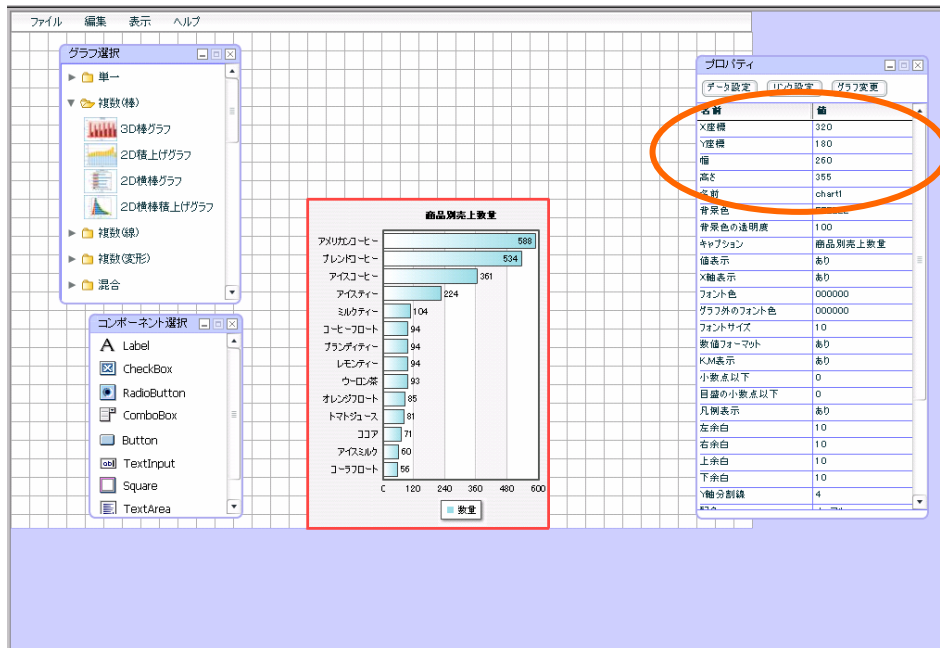 ファイル 編集 表示 ヘルプ
グラフ選択
単一
複数(棒)
3D棒グラフ
2D積上げグラフ
2D横棒グラフ
2D横棒積上げグラフ
複数(線)
複数(変形)
混合
コンポーネント選択
A Label
CheckBox
RadioButton
ComboBox
Button
abl TextInput
Square
TextArea
商品別売上数量
アメリカンコーヒー 588
ブレンドコーヒー 534
アイスコーヒー 361
アイスティー 224
ミルクティー 104
コーヒーフロート 94
ブランディティー 94
レモンティー 94
ウーロン茶 93
オレンジフロート 85
トマトジュース 81
ココア 71
アイスミルク 60
コーラフロート 56
120 240 360 480 600
数量
プロパティ
データ設定 リンク設定 グラフ変更
名前 値
X座標 320
Y座標 180
幅 260
高さ 355
名前 chart1
背景色
背景色の透明度 100
キャプション 商品別売上数量
値表示 あり
X軸表示 あり
フォント色 000000
グラフ外のフォント色 000000
フォントサイズ 10
数値フォーマット あり
K,M表示 あり
小数点以下 0
目盛の小数点以下 0
凡例表示 あり
左余白 10
右余白 10
上余白 10
下余白 10
Y軸分割線 4